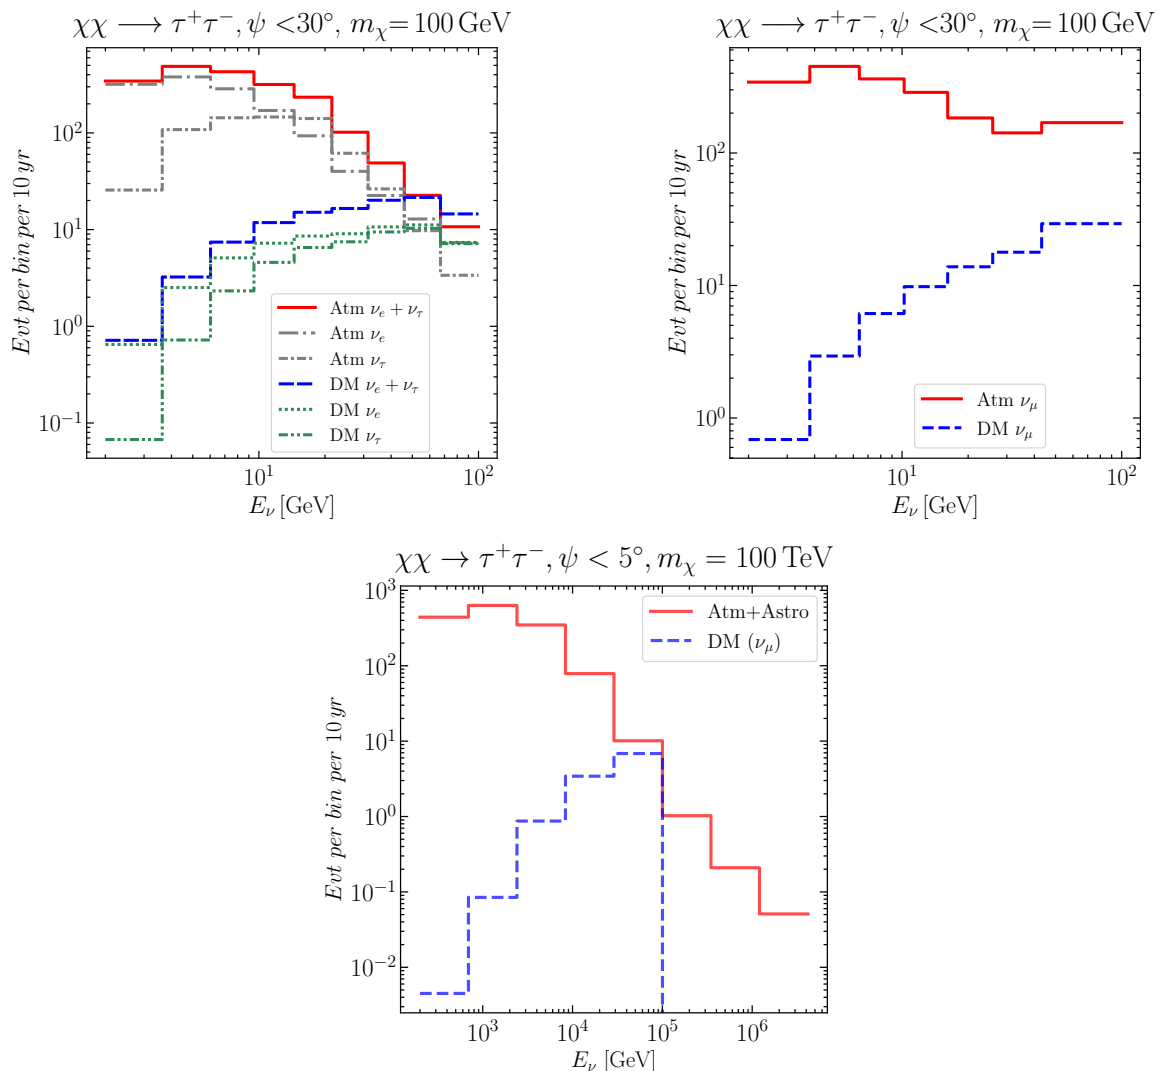 χχ ⟶ τ⁺τ⁻, ψ <30°, m_χ= 100 GeV
Evt per bin per 10 yr
10²
10¹
10⁰
10⁻¹
Atm ν_e + ν_τ
Atm ν_e
Atm ν_τ
DM ν_e + ν_τ
DM ν_e
DM ν_τ
10¹
10²
E_ν [GeV]
χχ ⟶ τ⁺τ⁻, ψ <30°, m_χ= 100 GeV
Evt per bin per 10 yr
10²
10¹
10⁰
Atm ν_μ
DM ν_μ
10¹
10²
E_ν [GeV]
χχ → τ⁺τ⁻, ψ < 5°, m_χ = 100 TeV
Evt per bin per 10 yr
10³
10²
10¹
10⁰
10⁻¹
10⁻²
Atm+Astro
DM (ν_μ)
10³
10⁴
10⁵
10⁶
E_ν [GeV]